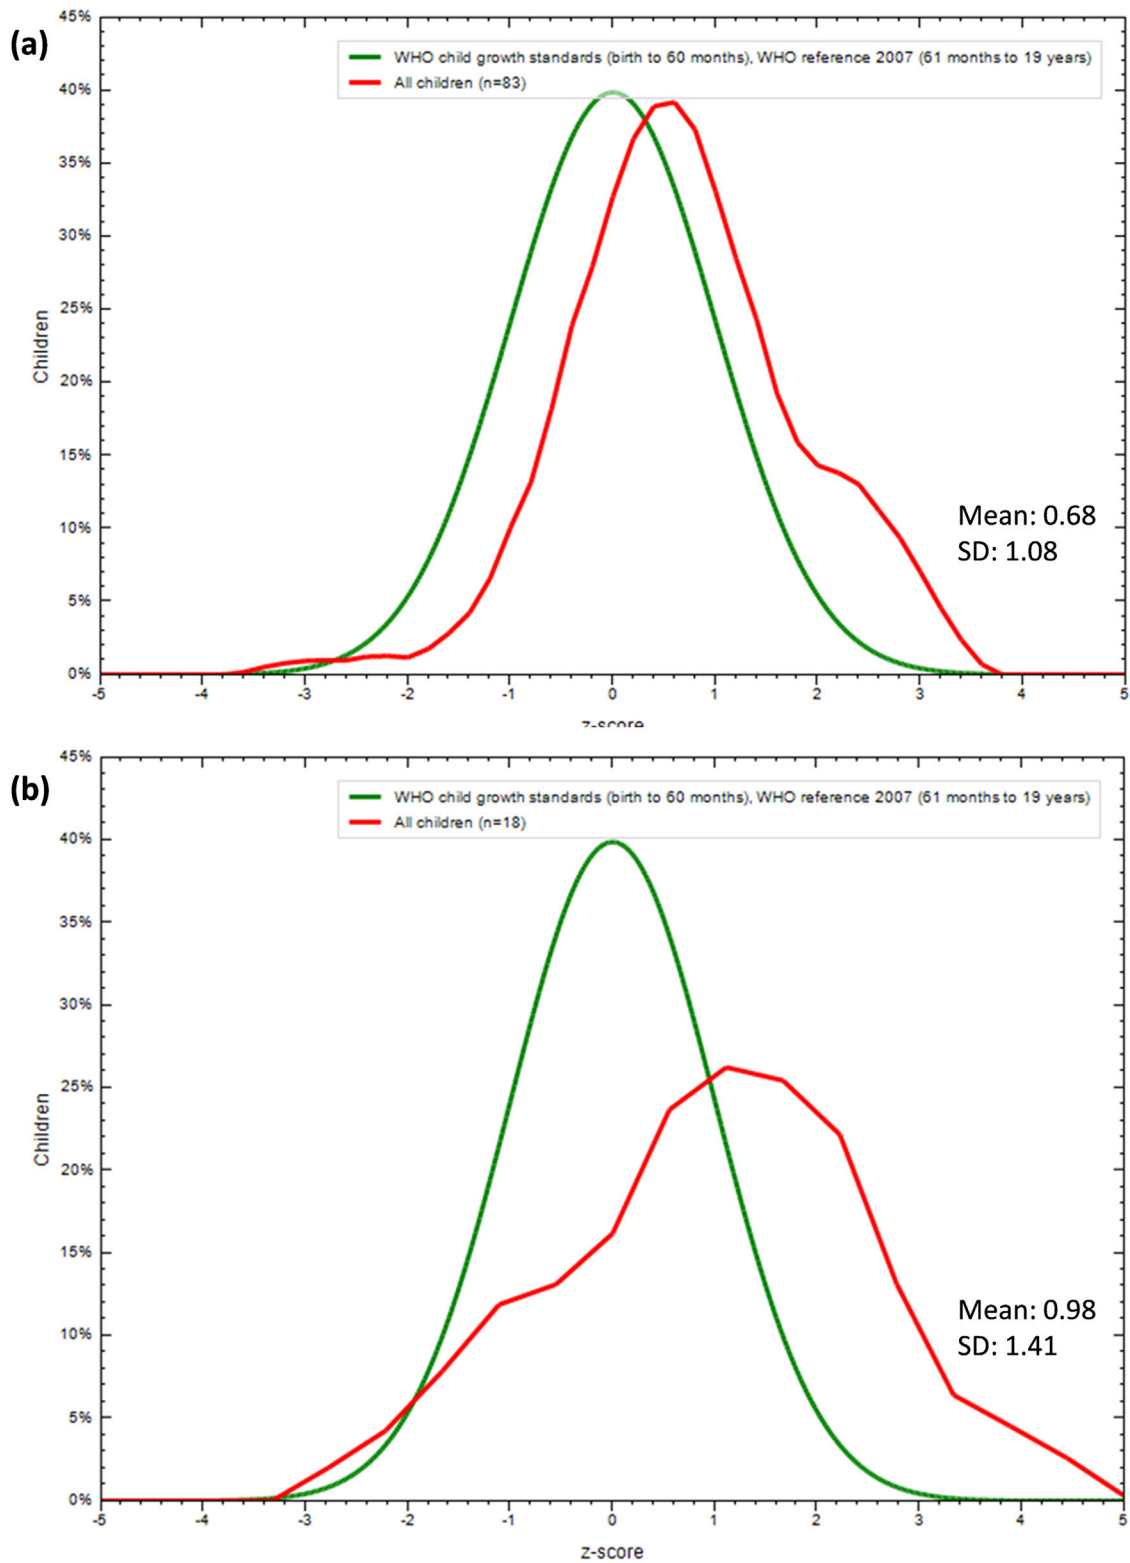 (a)
WHO child growth standards (birth to 60 months), WHO reference 2007 (61 months to 19 years)
All children (n=83)
45%
40%
35%
30%
25%
20%
15%
10%
5%
0%
Children
Mean: 0.68
SD: 1.08
-5 -4 -3 -2 -1 0 1 2 3 4 5
z-score
(b)
WHO child growth standards (birth to 60 months), WHO reference 2007 (61 months to 19 years)
All children (n=18)
45%
40%
35%
30%
25%
20%
15%
10%
5%
0%
Children
Mean: 0.98
SD: 1.41
-5 -4 -3 -2 -1 0 1 2 3 4 5
z-score